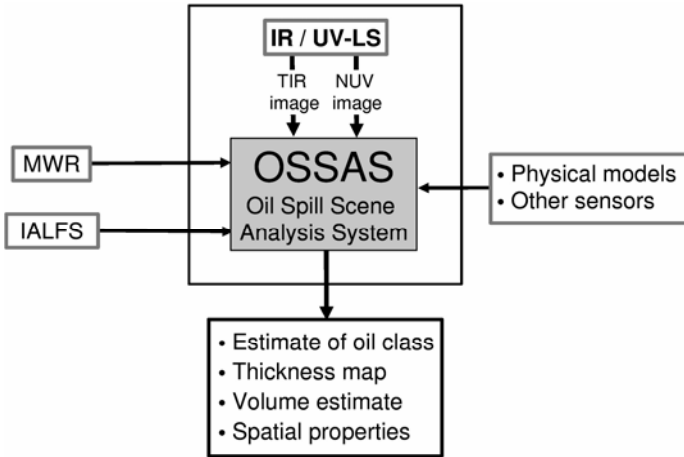 IR / UV-LS
TIR image
NUV image
MWR
IALFS
OSSAS
Oil Spill Scene
Analysis System
• Physical models
• Other sensors
• Estimate of oil class
• Thickness map
• Volume estimate
• Spatial properties